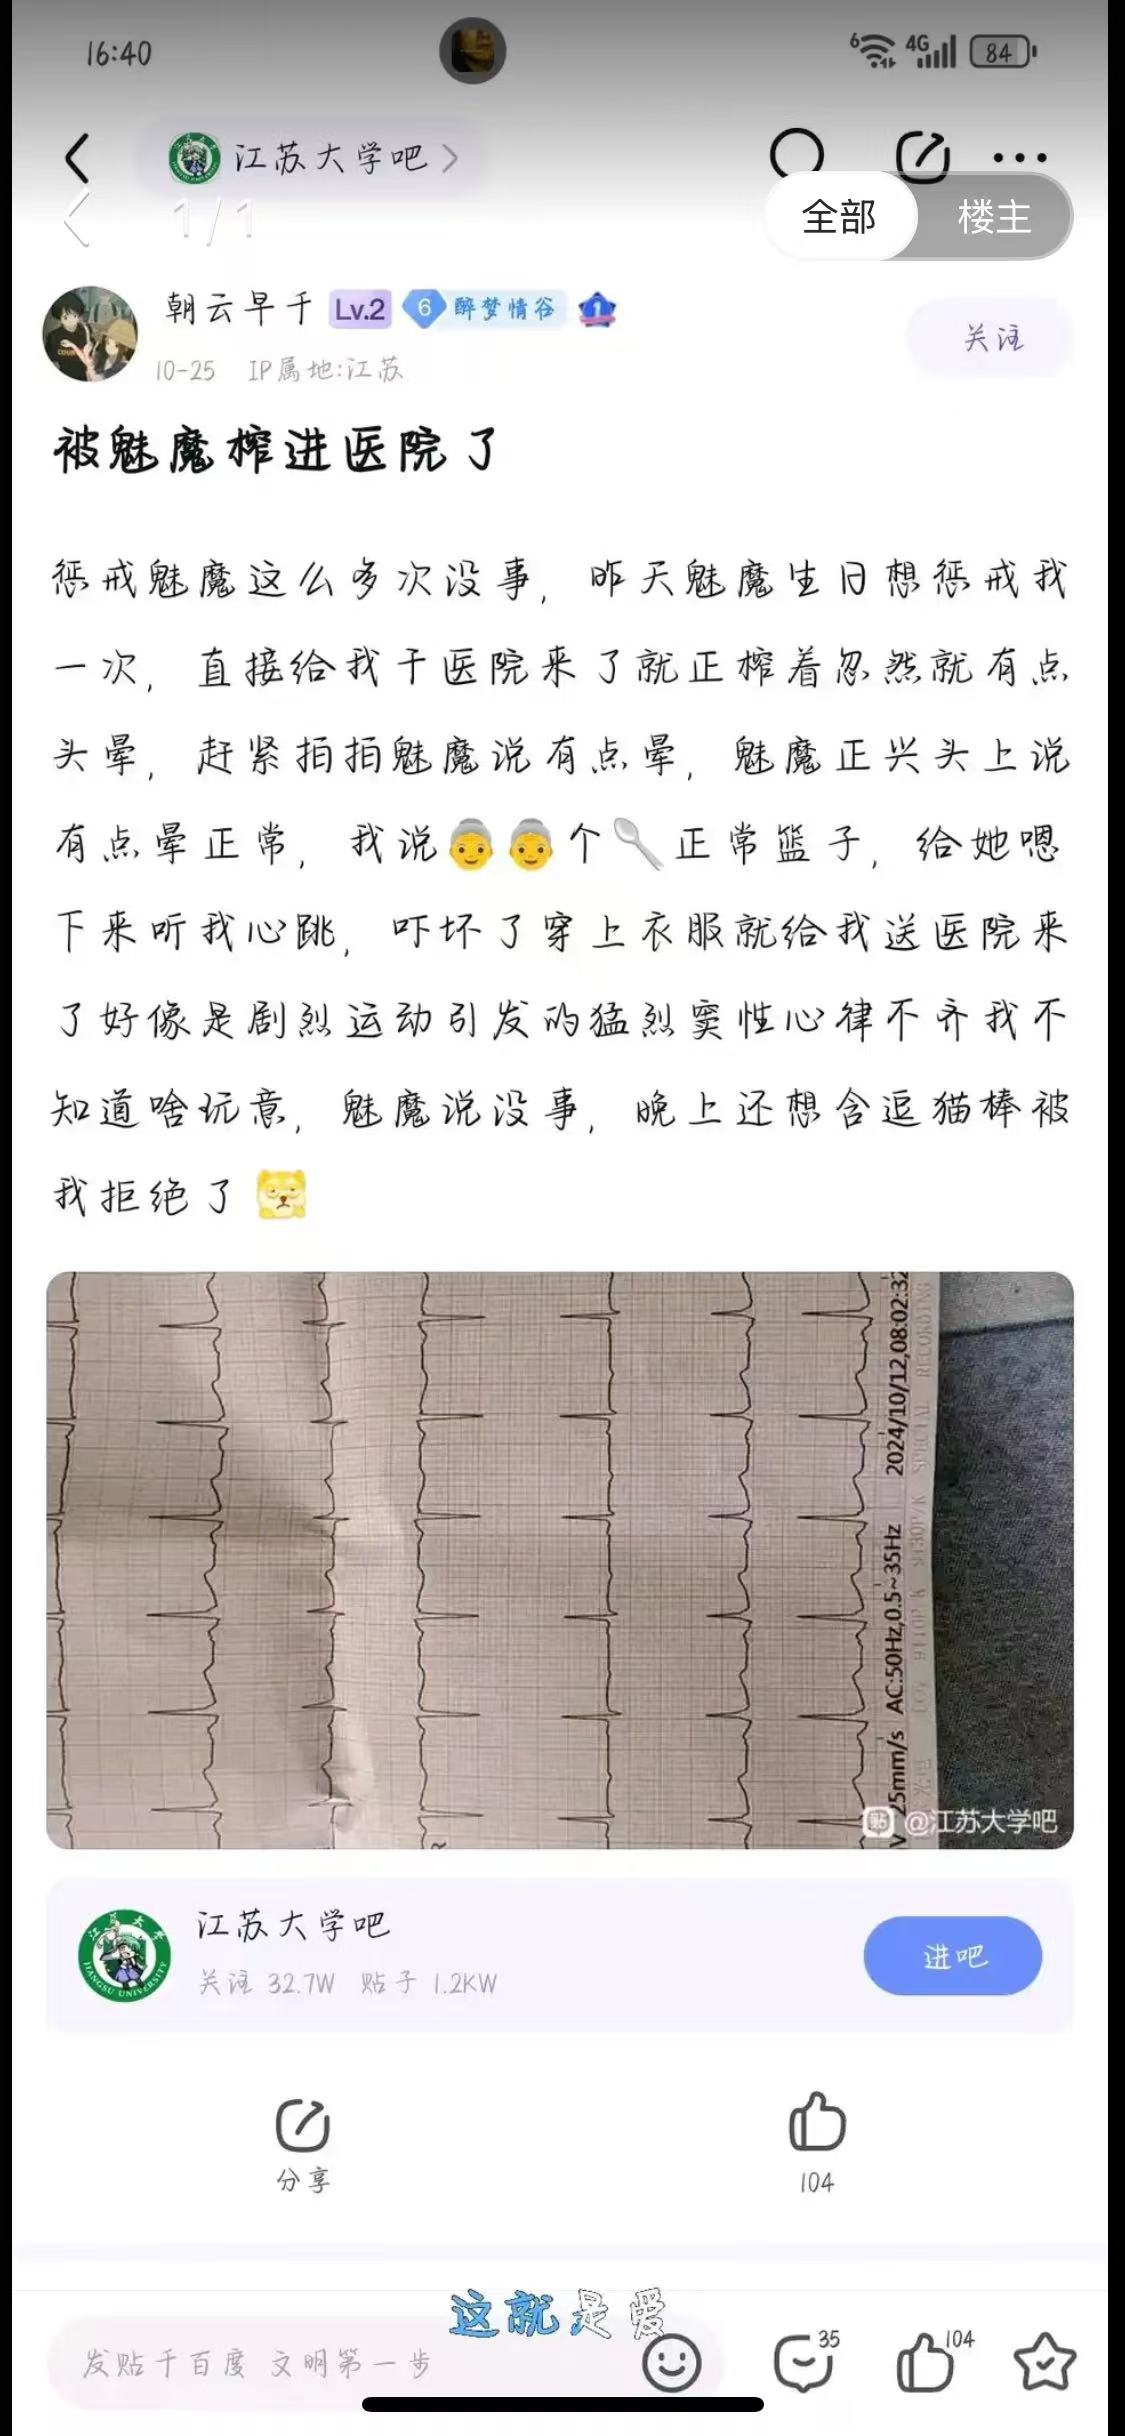 16:40
6 4G 84
江苏大学吧
1/1
全部 楼主
朝云早千 Lv.2 6 醉梦情谷 1
关注
10-25 IP属地:江苏
被魅魔榨进医院了
惩戒魅魔这么多次没事，昨天魅魔生日想惩戒我
一次，直接给我干医院来了就正榨着忽然就有点
头晕，赶紧拍拍魅魔说有点晕，魅魔正兴头上说
有点晕正常，我说👵👵个🥄正常篮子，给她嗯
下来听我心跳，吓坏了穿上衣服就给我送医院来
了好像是剧烈运动引发的猛烈窦性心律不齐我不
知道啥玩意，魅魔说没事，晚上还想含逗猫棒被
我拒绝了
25mm/s AC:50Hz,0.5~35Hz 2024/10/12,08:02:32
@江苏大学吧
江苏大学吧
关注 32.7W 贴子 1.2KW
进吧
分享
104
这就是爱
发贴千百度 文明第一步
35
104